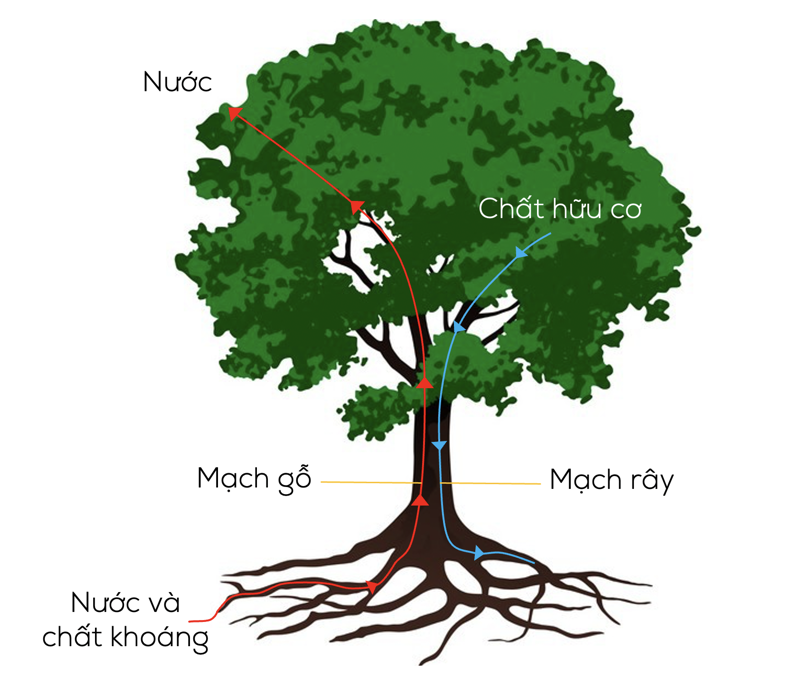 Nước
Chất hữu cơ
Mạch gỗ
Mạch rây
Nước và
chất khoáng